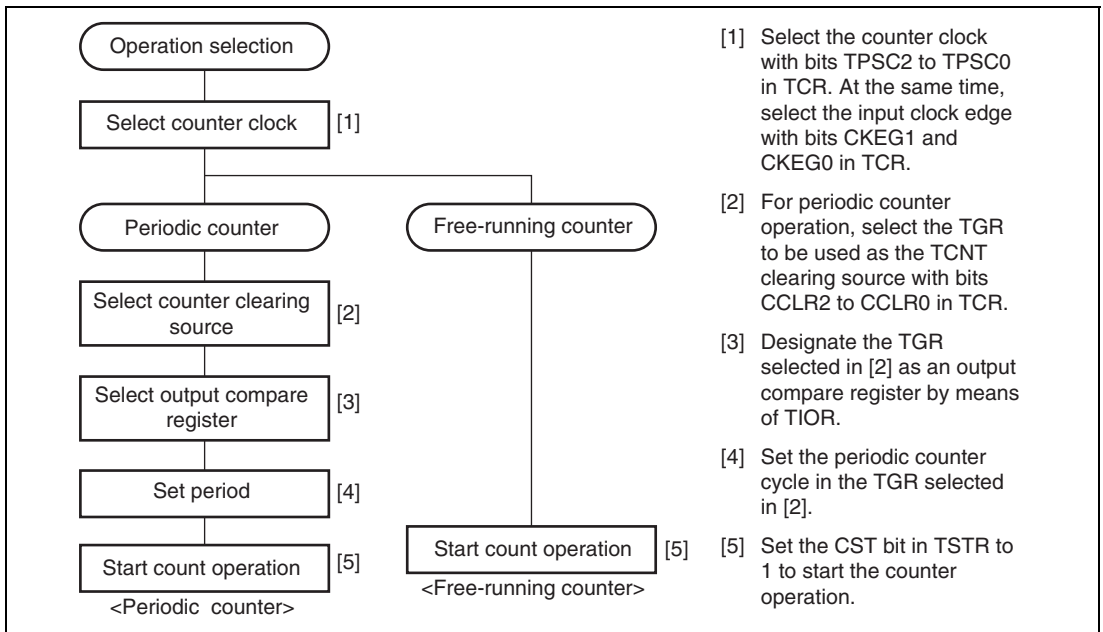 Operation selection
Select counter clock
[1]
Periodic counter
Free-running counter
Select counter clearing
source
[2]
Select output compare
register
[3]
Set period
[4]
Start count operation
[5]
<Periodic counter>
Start count operation
[5]
<Free-running counter>
[1] Select the counter clock
with bits TPSC2 to TPSC0
in TCR. At the same time,
select the input clock edge
with bits CKEG1 and
CKEG0 in TCR.
[2] For periodic counter
operation, select the TGR
to be used as the TCNT
clearing source with bits
CCLR2 to CCLR0 in TCR.
[3] Designate the TGR
selected in [2] as an output
compare register by means
of TIOR.
[4] Set the periodic counter
cycle in the TGR selected
in [2].
[5] Set the CST bit in TSTR to
1 to start the counter
operation.